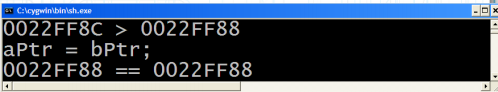 C:\cygwin\bin\sh.exe
0022FF8C > 0022FF88
aPtr = bPtr;
0022FF88 == 0022FF88